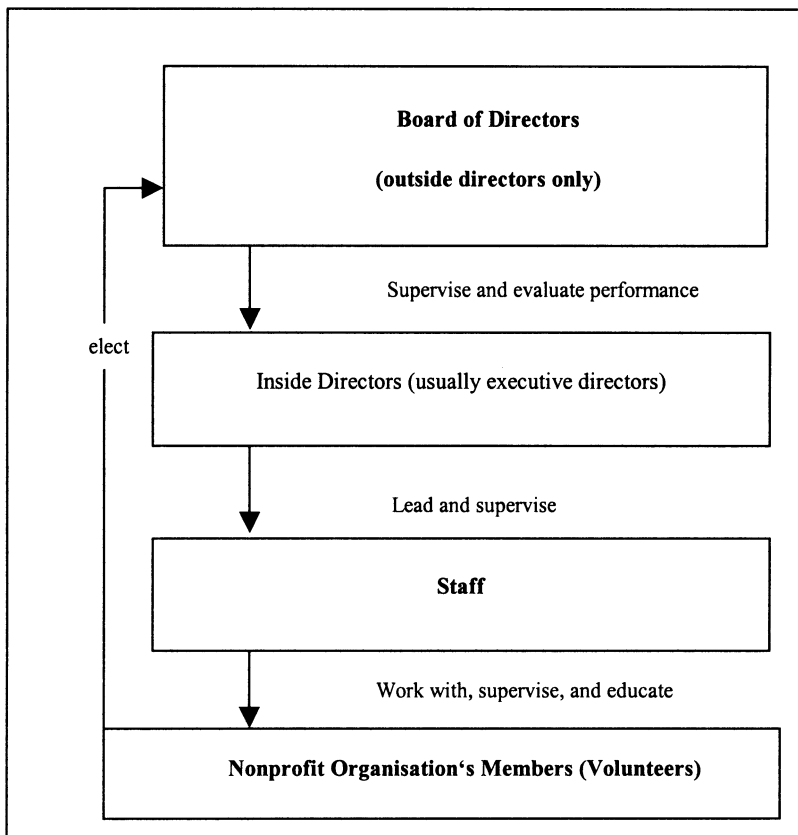 Board of Directors
(outside directors only)
Supervise and evaluate performance
elect
Inside Directors (usually executive directors)
Lead and supervise
Staff
Work with, supervise, and educate
Nonprofit Organisation‘s Members (Volunteers)